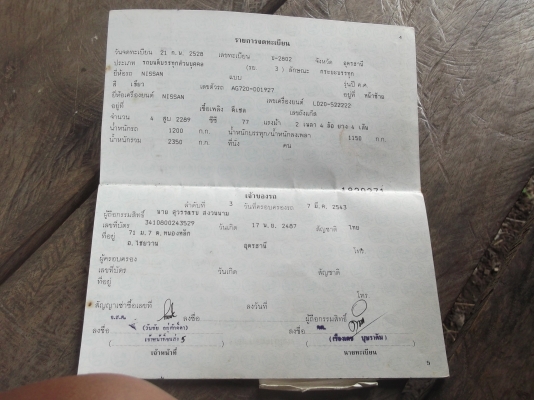 รายการจดทะเบียน
วันจดทะเบียน 21 ก.พ. 2528 เลขทะเบียน จังหวัด อุดรธานี
ประเภท รถยนต์บรรทุกส่วนบุคคล (รย. 3 ) ลักษณะ กระบะบรรทุก
ยี่ห้อรถ NISSAN แบบ รุ่นปี ค.ศ.
สี เขียว เลขตัวรถ AG720-001927 อยู่ที่
ยี่ห้อเครื่องยนต์ NISSAN เลขเครื่องยนต์ LD20-522222
อยู่ที่ เชื้อเพลิง ดีเซล เลขถังแก๊ส
จำนวน 4 สูบ 2289 ซีซี 77 แรงม้า 2 เพลา 4 ล้อ ยาง 4 เส้น
น้ำหนักรถ 1200 ก.ก. น้ำหนักบรรทุก/น้ำหนักลงเพลา 1150 ก.ก.
น้ำหนักรวม 2350 ก.ก. ที่นั่ง คน
เจ้าของรถ
ลำดับที่ 3 วันที่ครอบครองรถ 7 มี.ค. 2543
ผู้ถือกรรมสิทธิ์ นาย
เลขที่บัตร 3410800243529 วันเกิด 17 พ.ย. 2487 สัญชาติ ไทย
ที่อยู่ 71 ม.7 ต.หนองหลัก
อ.ไชยวาน อุดรธานี โทร.
ผู้ครอบครอง
เลขที่บัตร วันเกิด สัญชาติ
ที่อยู่
โทร
สัญญาเช่าซื้อเลขที่ ลงวันที่
ลงชื่อ ผู้ถือกรรมสิทธิ์
ลงชื่อ ลงชื่อ
เจ้าหน้าที่ นายทะเบียน